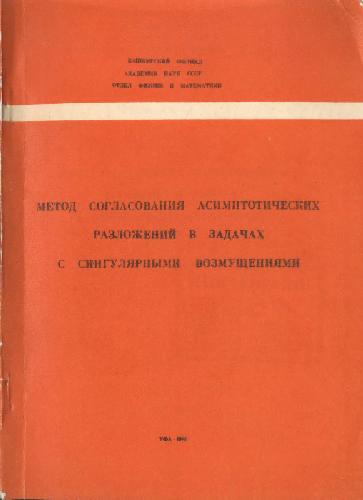 БАШКИРСКИЙ ФИЛИАЛ
АКАДЕМИИ НАУК СССР
ОТДЕЛ ФИЗИКИ И МАТЕМАТИКИ
МЕТОД СОГЛАСОВАНИЯ АСИМПТОТИЧЕСКИХ
РАЗЛОЖЕНИЙ В ЗАДАЧАХ
С СИНГУЛЯРНЫМИ ВОЗМУЩЕНИЯМИ
УФА